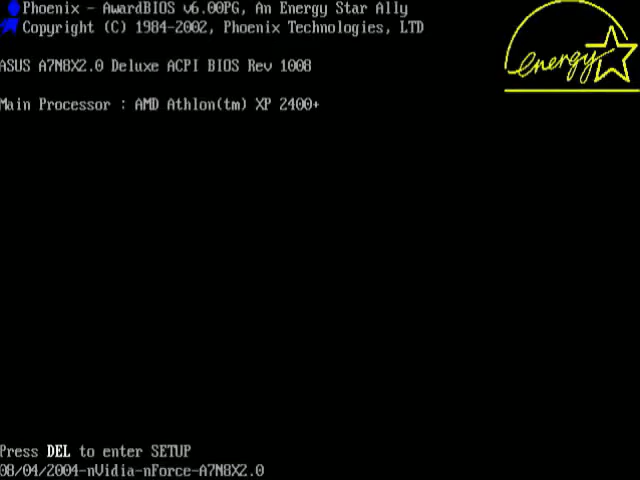 Phoenix - AwardBIOS v6.00PG, An Energy Star Ally
Copyright (C) 1984-2002, Phoenix Technologies, LTD
energy
ASUS A7N8X2.0 Deluxe ACPI BIOS Rev 1008
Main Processor : AMD Athlon(tm) XP 2400+
Press DEL to enter SETUP
08/04/2004-nVidia-nForce-A7N8X2.0